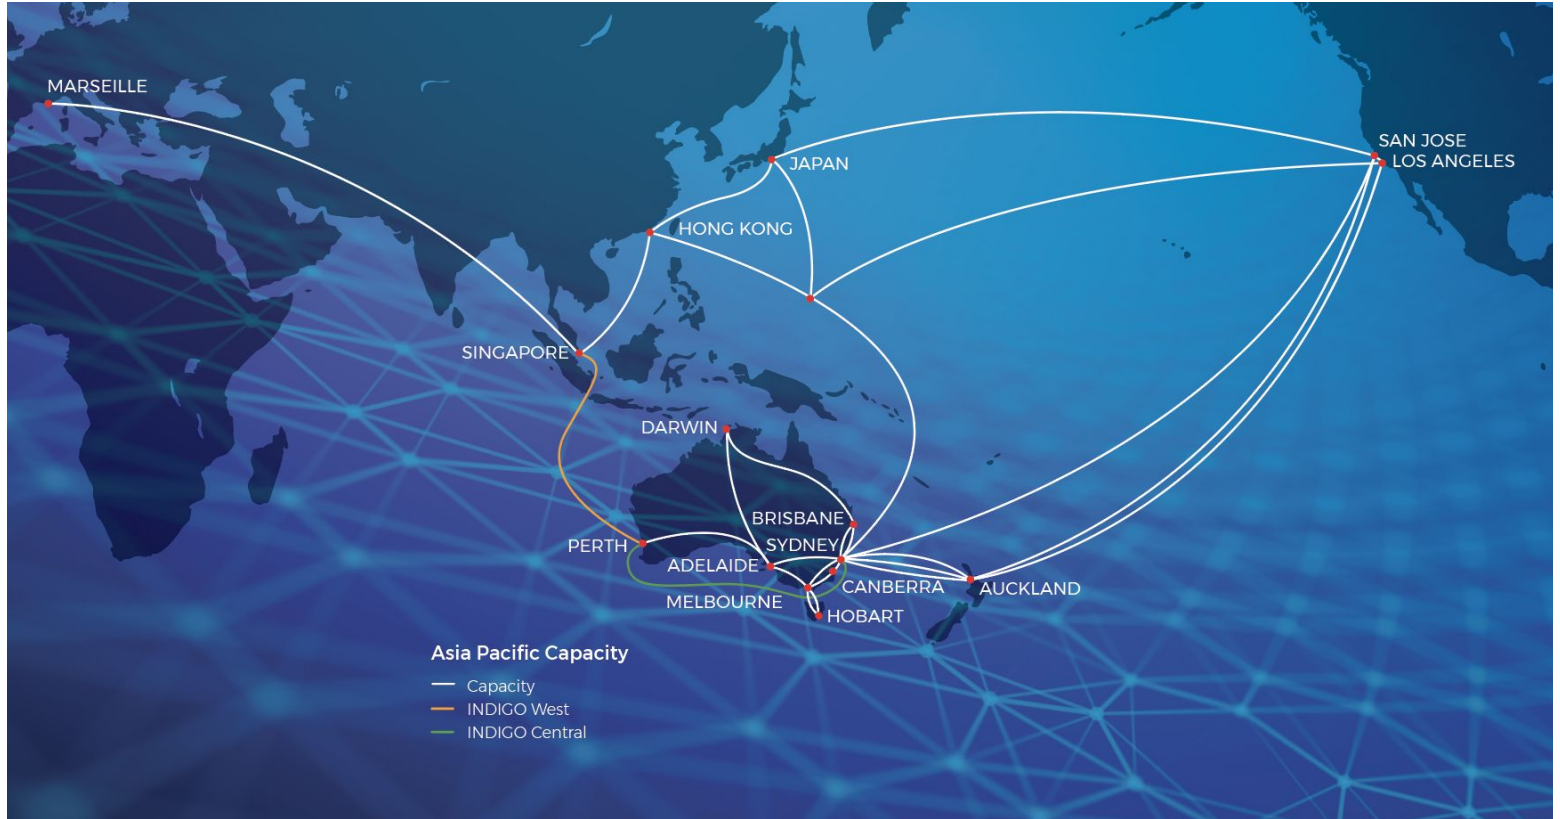 MARSEILLE
SAN JOSE
LOS ANGELES
JAPAN
HONG KONG
SINGAPORE
DARWIN
BRISBANE
SYDNEY
PERTH
ADELAIDE
CANBERRA
AUCKLAND
MELBOURNE
HOBART
Asia Pacific Capacity
Capacity
INDIGO West
INDIGO Central